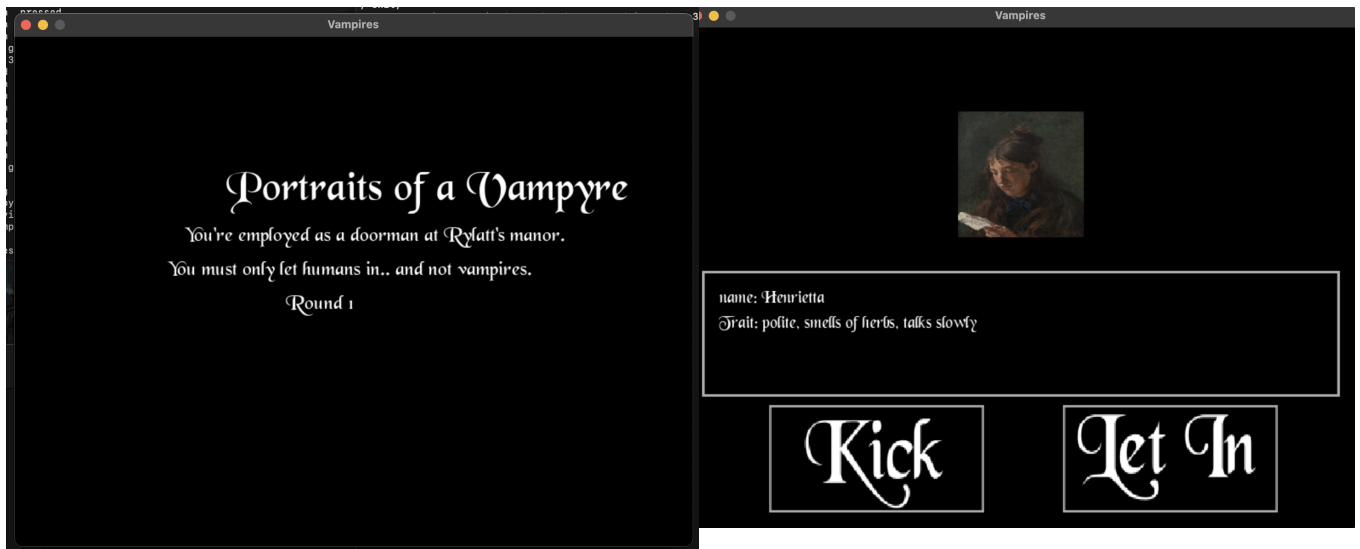 pressed
Vampires
Portraits of a Vampyre
You're employed as a doorman at Rylatt's manor.
You must only let humans in.. and not vampires.
Round 1
Vampires
name: Henrietta
Trait: polite, smells of herbs, talks slowly
Kick
Let In